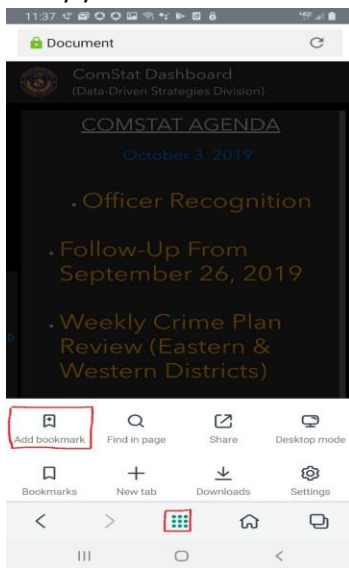 11:37
Document
ComStat Dashboard
(Data-Driven Strategies Division)
COMSTAT AGENDA
October 3, 2019
• Officer Recognition
• Follow-Up From
September 26, 2019
• Weekly Crime Plan
Review (Eastern &
Western Districts)
Add bookmark Find in page Share Desktop mode
Bookmarks New tab Downloads Settings